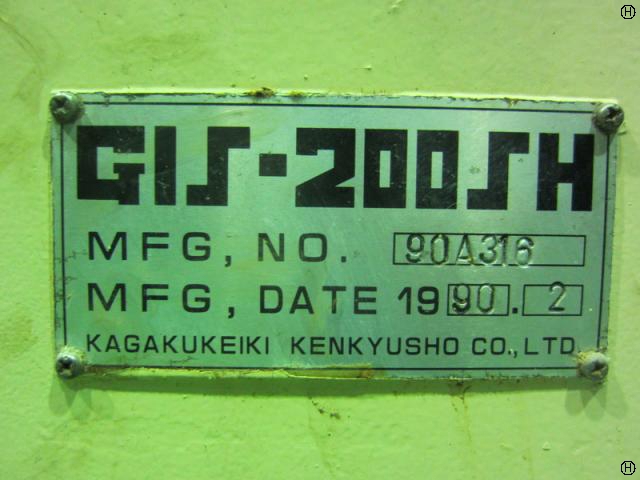 GIS-200SH
MFG, NO. 90A316
MFG, DATE 1990.2
KAGAKUKEIKI KENKYUSHO CO., LTD
H
H